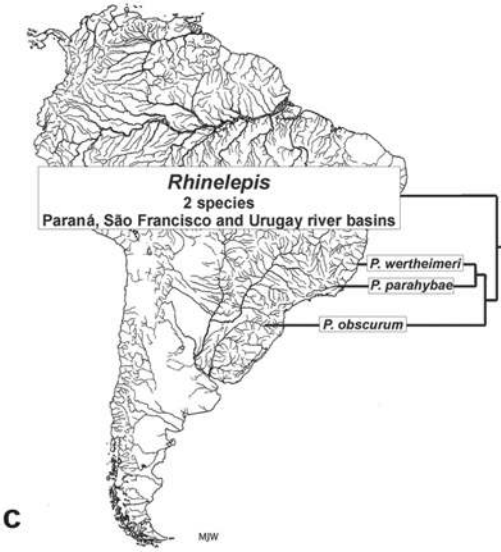 Rhinelepis
2 species
Paraná, São Francisco and Urugay river basins
P. wertheimeri
P. parahybae
P. obscurum
C
MJW